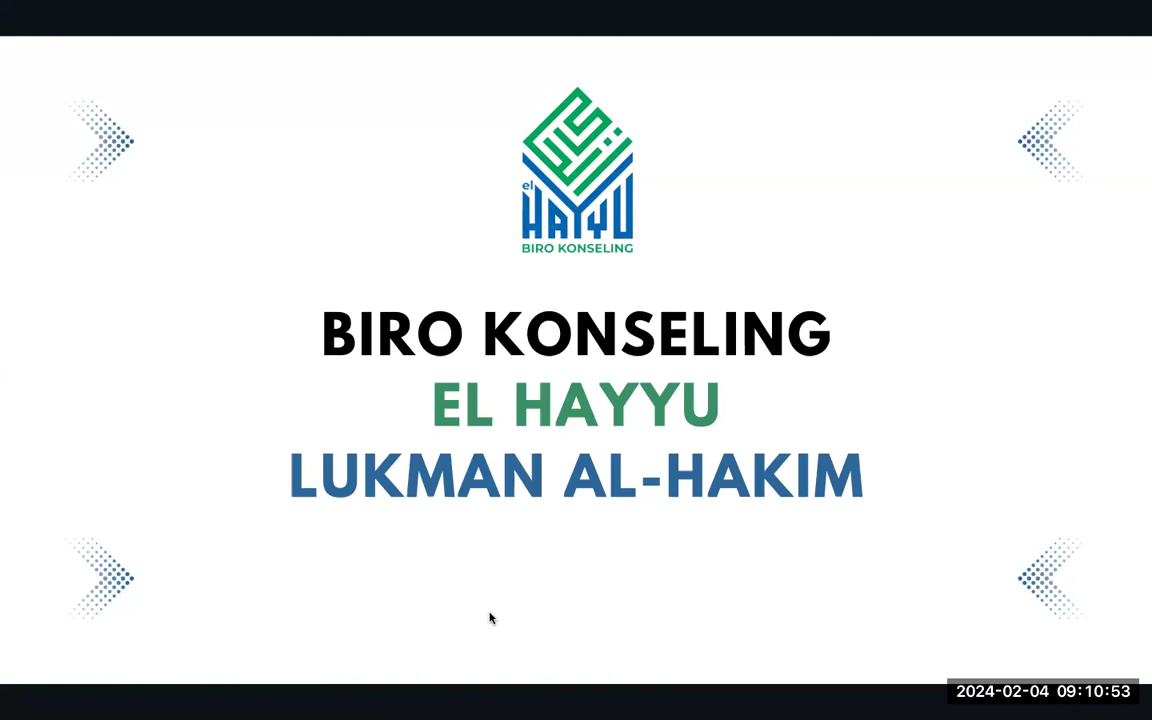 el
HAYYU
BIRO KONSELING
BIRO KONSELING
EL HAYYU
LUKMAN AL-HAKIM
2024-02-04 09:10:53